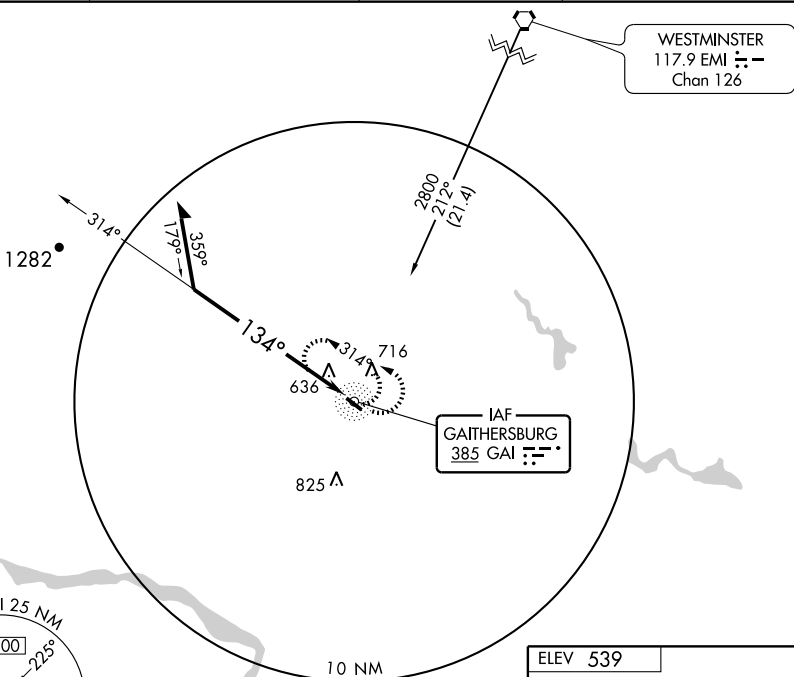 WESTMINSTER
117.9 EMI
Chan 126
2800
212°
(21.4)
314°
179°
359°
1282
134°
314°
716
636
IAF
GAITHERSBURG
385 GAI
825
25 NM
00
225°
10 NM
ELEV 539